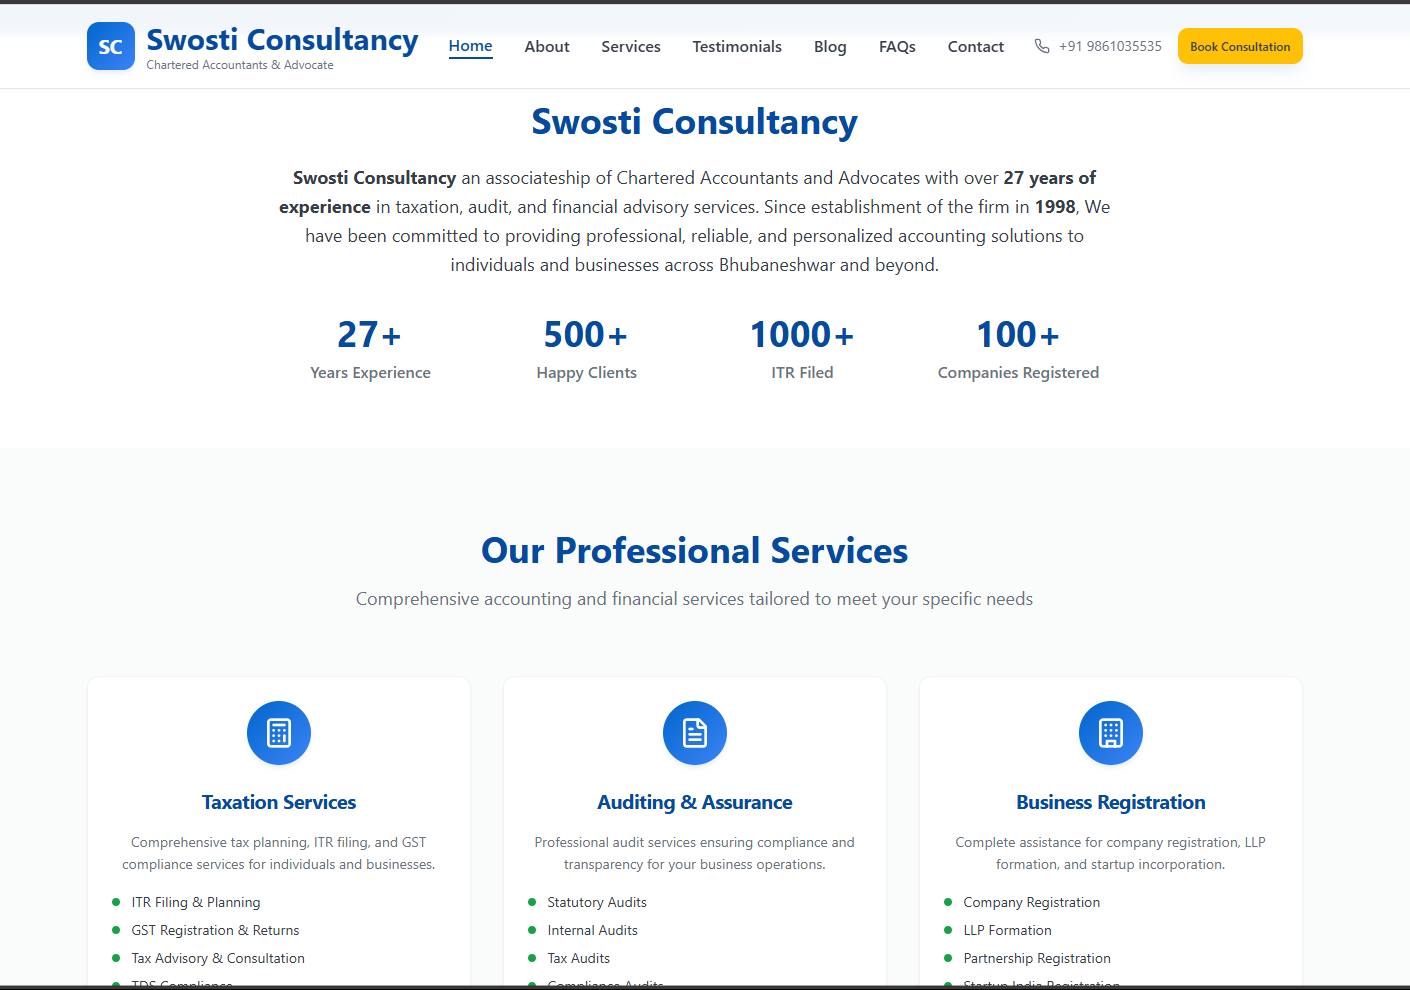 SC
Swosti Consultancy
Chartered Accountants & Advocate
Home
About
Services
Testimonials
Blog
FAQs
Contact
+91 9861035535
Book Consultation
Swosti Consultancy
Swosti Consultancy an associateship of Chartered Accountants and Advocates with over 27 years of
experience in taxation, audit, and financial advisory services. Since establishment of the firm in 1998, We
have been committed to providing professional, reliable, and personalized accounting solutions to
individuals and businesses across Bhubaneshwar and beyond.
27+
Years Experience
500+
Happy Clients
1000+
ITR Filed
100+
Companies Registered
Our Professional Services
Comprehensive accounting and financial services tailored to meet your specific needs
Taxation Services
Comprehensive tax planning, ITR filing, and GST
compliance services for individuals and businesses.
ITR Filing & Planning
GST Registration & Returns
Tax Advisory & Consultation
TDS Compliance
Auditing & Assurance
Professional audit services ensuring compliance and
transparency for your business operations.
Statutory Audits
Internal Audits
Tax Audits
Compliance Audits
Business Registration
Complete assistance for company registration, LLP
formation, and startup incorporation.
Company Registration
LLP Formation
Partnership Registration
Startup India Registration